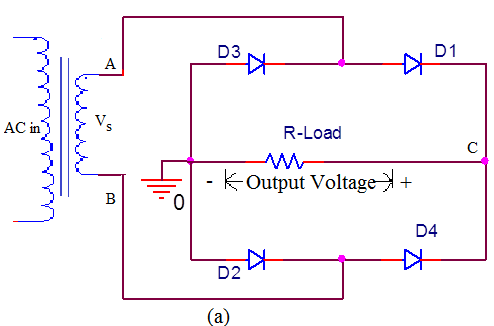 D3
D1
A
AC in
Vs
R-Load
C
- Output Voltage +
B
0
D4
D2
(a)